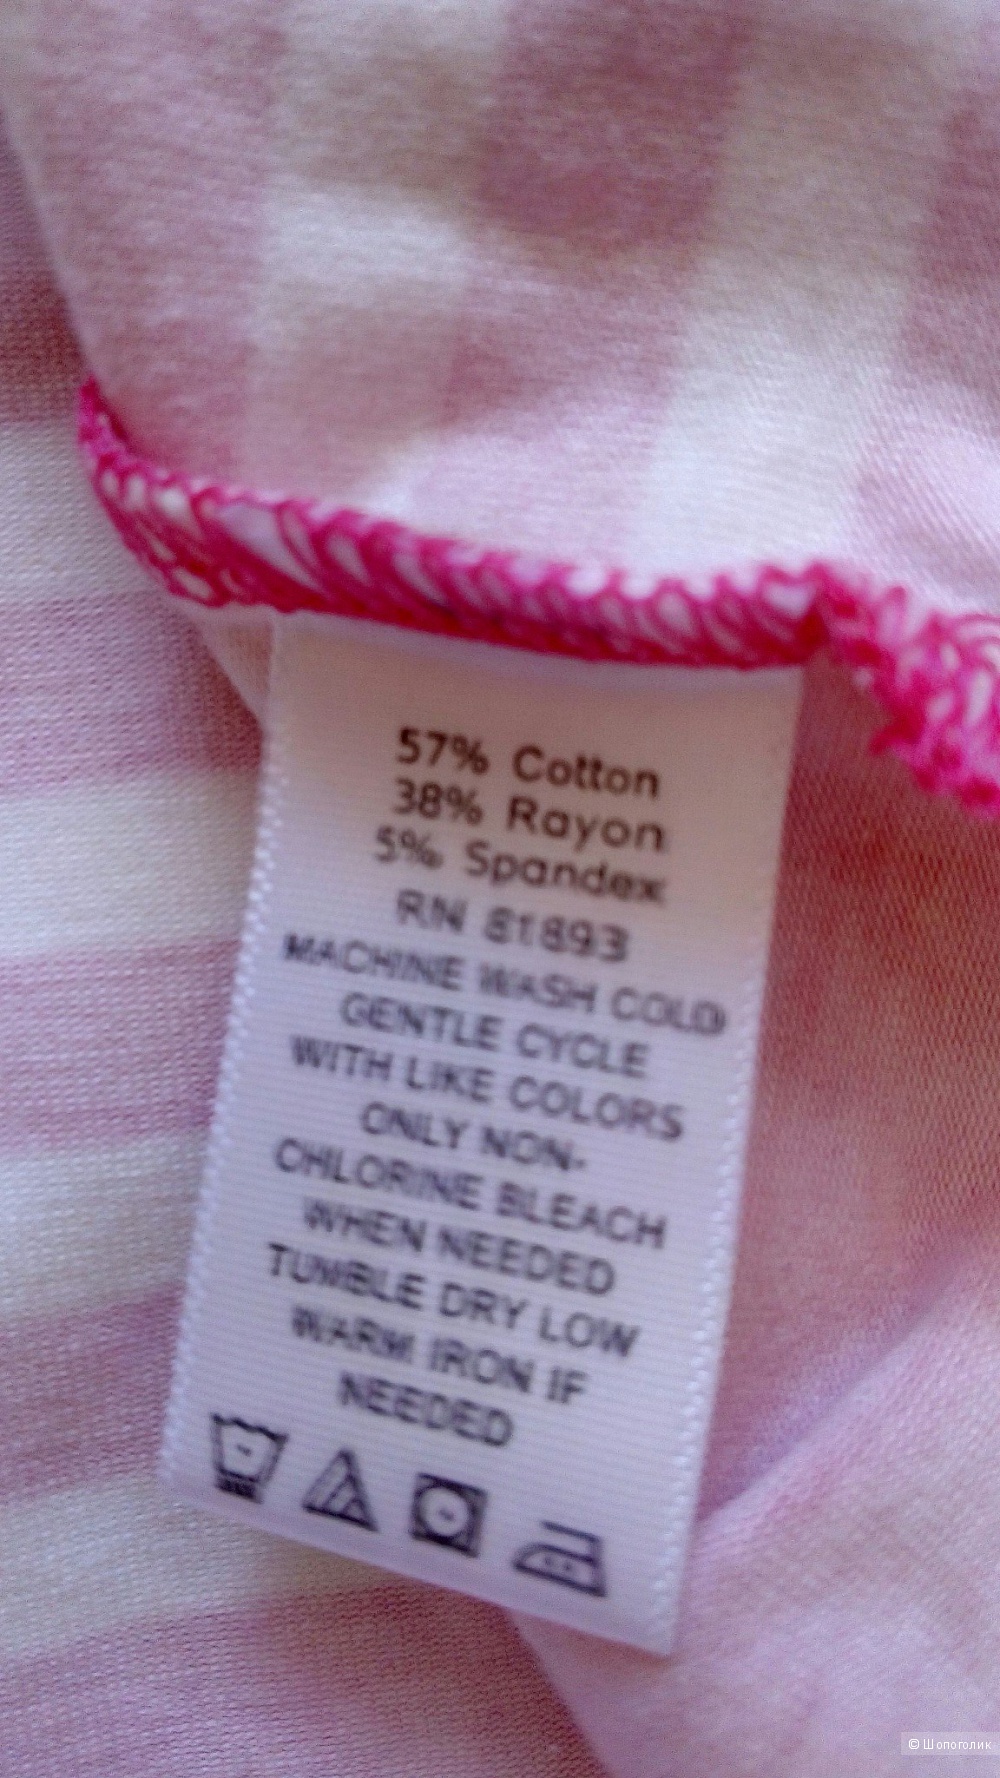 57% Cotton
38% Rayon
5% Spandex
RN 81893
MACHINE WASH COLD
GENTLE CYCLE
WITH LIKE COLORS
ONLY NON-
CHLORINE BLEACH
WHEN NEEDED
TUMBLE DRY LOW
WARM IRON IF
NEEDED
© Шопоголик